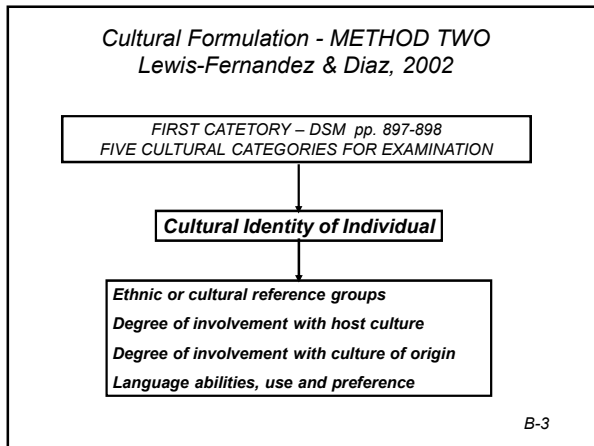 Cultural Formulation - METHOD TWO
Lewis-Fernandez & Diaz, 2002
FIRST CATETORY – DSM pp. 897-898
FIVE CULTURAL CATEGORIES FOR EXAMINATION
Cultural Identity of Individual
Ethnic or cultural reference groups
Degree of involvement with host culture
Degree of involvement with culture of origin
Language abilities, use and preference
B-3